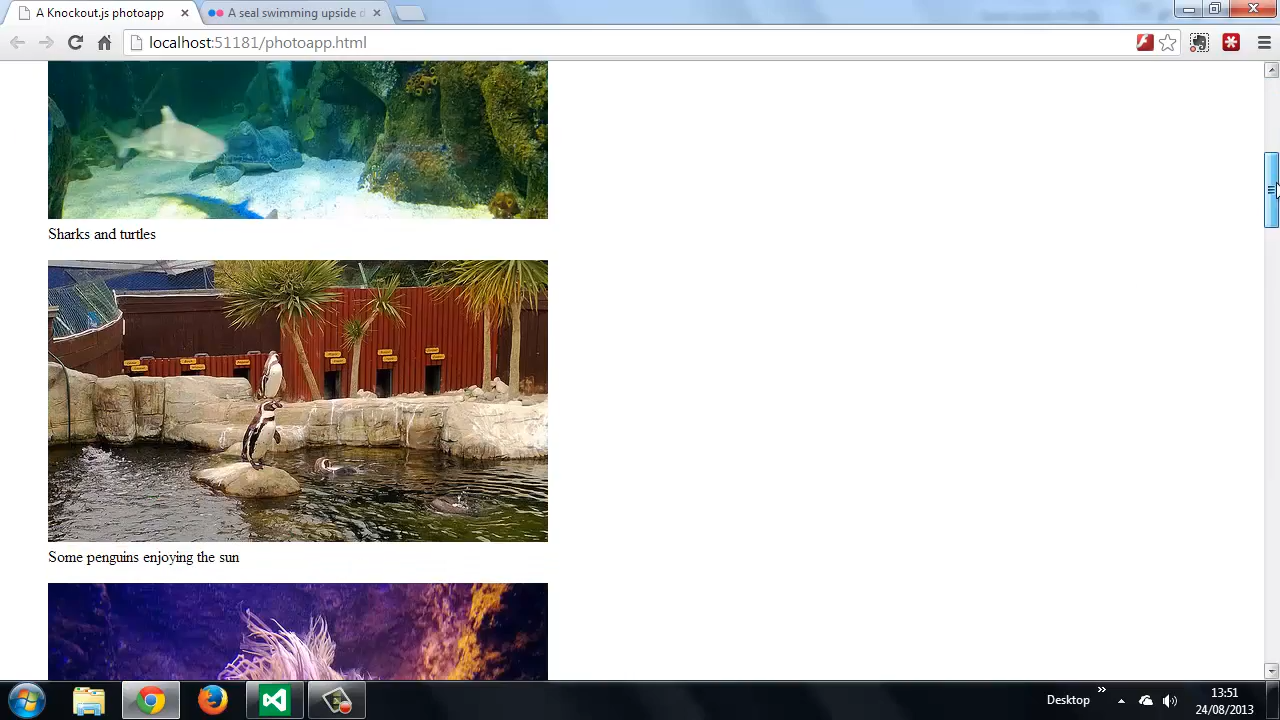 A Knockout.js photoapp
A seal swimming upside d
localhost:51181/photoapp.html
Sharks and turtles
Some penguins enjoying the sun
Desktop
13:51
24/08/2013